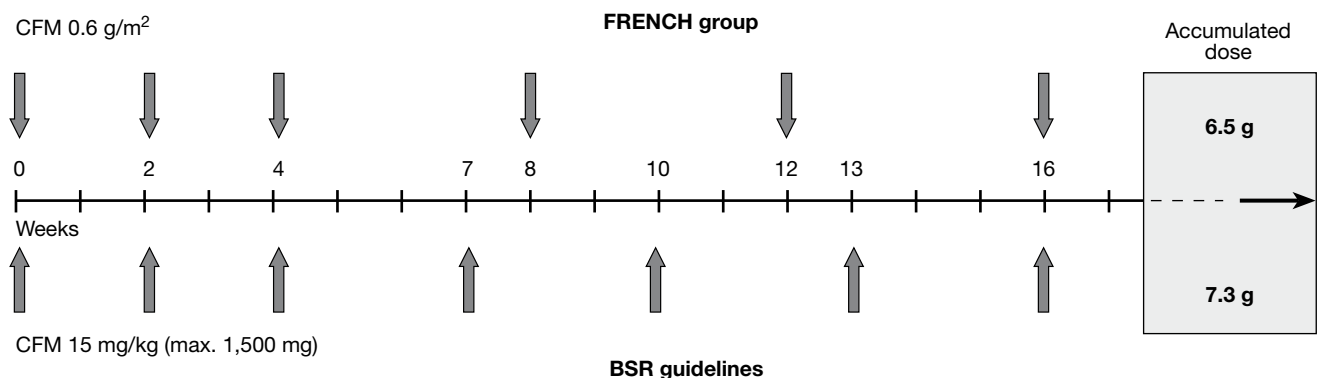 CFM 0.6 g/m²
FRENCH group
Accumulated
dose
6.5 g
0 2 4 7 8 10 12 13 16
Weeks
7.3 g
CFM 15 mg/kg (max. 1,500 mg)
BSR guidelines